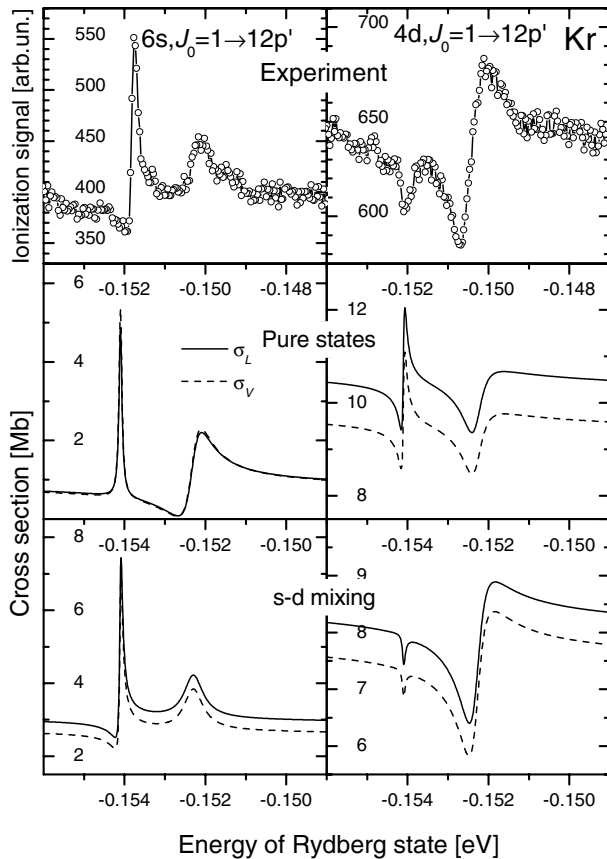 6s, J0=1→12p'
4d, J0=1→12p'
Kr
Experiment
Ionization signal [arb.un.]
550
500
450
400
350
700
650
600
-0.152 -0.150 -0.148
-0.152 -0.150
Pure states
σL
σV
6
4
2
12
10
8
Cross section [Mb]
-0.154 -0.152 -0.150
-0.154 -0.152 -0.150
s-d mixing
8
6
4
2
9
8
7
6
-0.154 -0.152 -0.150
-0.154 -0.152 -0.150
Energy of Rydberg state [eV]